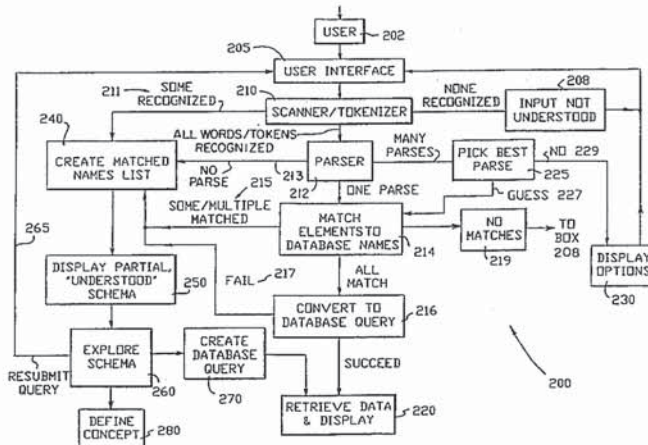 USER
202
205
USER INTERFACE
211
SOME
RECOGNIZED
210
SCANNER/TOKENIZER
NONE
RECOGNIZED
208
INPUT NOT
UNDERSTOOD
240
CREATE MATCHED
NAMES LIST
ALL WORDS/TOKENS
RECOGNIZED
213
NO
PARSE
PARSER
212
MANY
PARSES
PICK BEST
PARSE
225
NO 229
215
SOME/MULTIPLE
MATCHED
ONE PARSE
GUESS 227
265
MATCH
ELEMENTS TO
DATABASE NAMES
214
NO
MATCHES
219
TO
BOX
208
DISPLAY
OPTIONS
230
DISPLAY PARTIAL,
"UNDERSTOOD"
SCHEMA
250
FAIL
217
ALL
MATCH
CONVERT TO
DATABASE QUERY
216
EXPLORE
SCHEMA
260
RESUBMIT
QUERY
CREATE
DATABASE
QUERY
270
SUCCEED
RETRIEVE DATA
& DISPLAY
220
200
DEFINE
CONCEPT
280